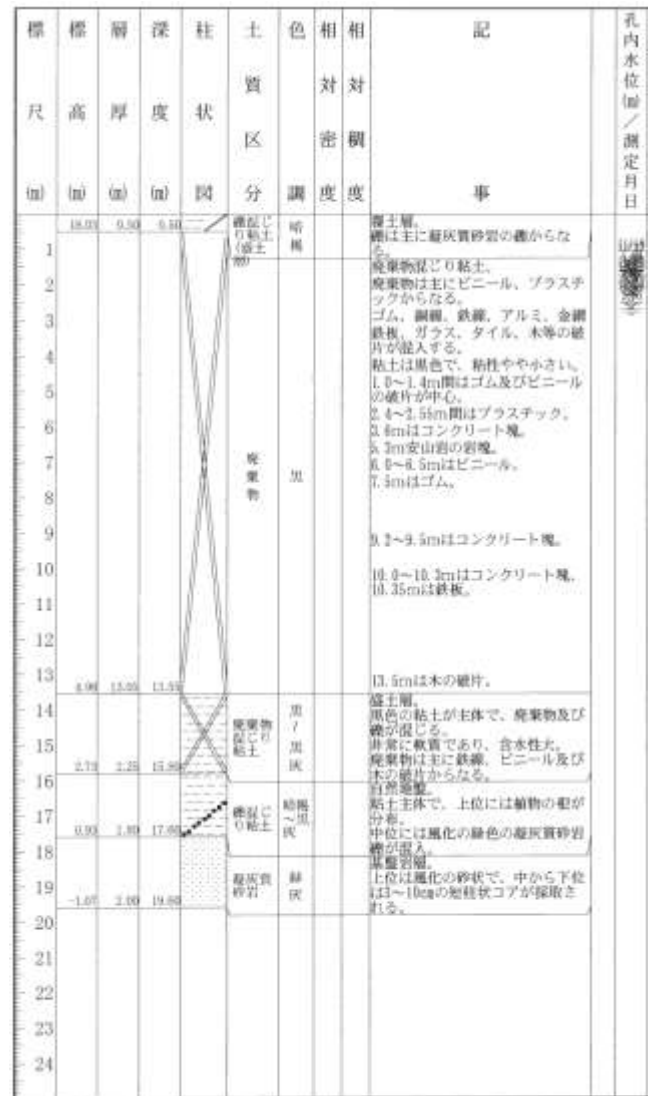 標尺(m) 標高(m) 層厚(m) 深度(m) 柱状図 土質区分 色調 相対密度 相対稠度 記事 孔内水位(m)／測定月日
18.03 0.50 0.50 礫混じり粘土(盛土層) 暗褐
覆土層。
礫は主に凝灰質砂岩の礫からなる。
廃棄物 黒
廃棄物混じり粘土。
廃棄物は主にビニール、プラスチックからなる。
ゴム、銅線、鉄線、アルミ、金網
鉄板、ガラス、タイル、木等の破片が混入する。
粘土は黒色で、粘性やや小さい。
1.0～1.4m間はゴム及びビニールの破片が中心。
2.4～2.55m間はプラスチック。
3.6mはコンクリート塊。
5.3m安山岩の岩塊。
6.0～6.5mはビニール。
7.5mはゴム。
9.2～9.5mはコンクリート塊。
10.0～10.3mはコンクリート塊。
10.35mは鉄板。
13.5mは木の破片。
4.98 13.05 13.55
廃棄物混じり粘土 黒/黒灰
盛土層。
黒色の粘土が主体で、廃棄物及び礫が混じる。
非常に軟質であり、含水性大。
廃棄物は主に鉄線、ビニール及び木の破片からなる。
2.73 2.25 15.80
礫混じり粘土 暗褐～黒灰
自然地盤。
粘土主体で、上位には植物の根が分布。
中位には風化の緑色の凝灰質砂岩礫が混入。
0.93 1.80 17.60
凝灰質砂岩 緑灰
基盤岩層。
上位は風化の砂状で、中から下位は3～10cmの短柱状コアが採取される。
-1.07 2.00 19.60
1
2
3
4
5
6
7
8
9
10
11
12
13
14
15
16
17
18
19
20
21
22
23
24